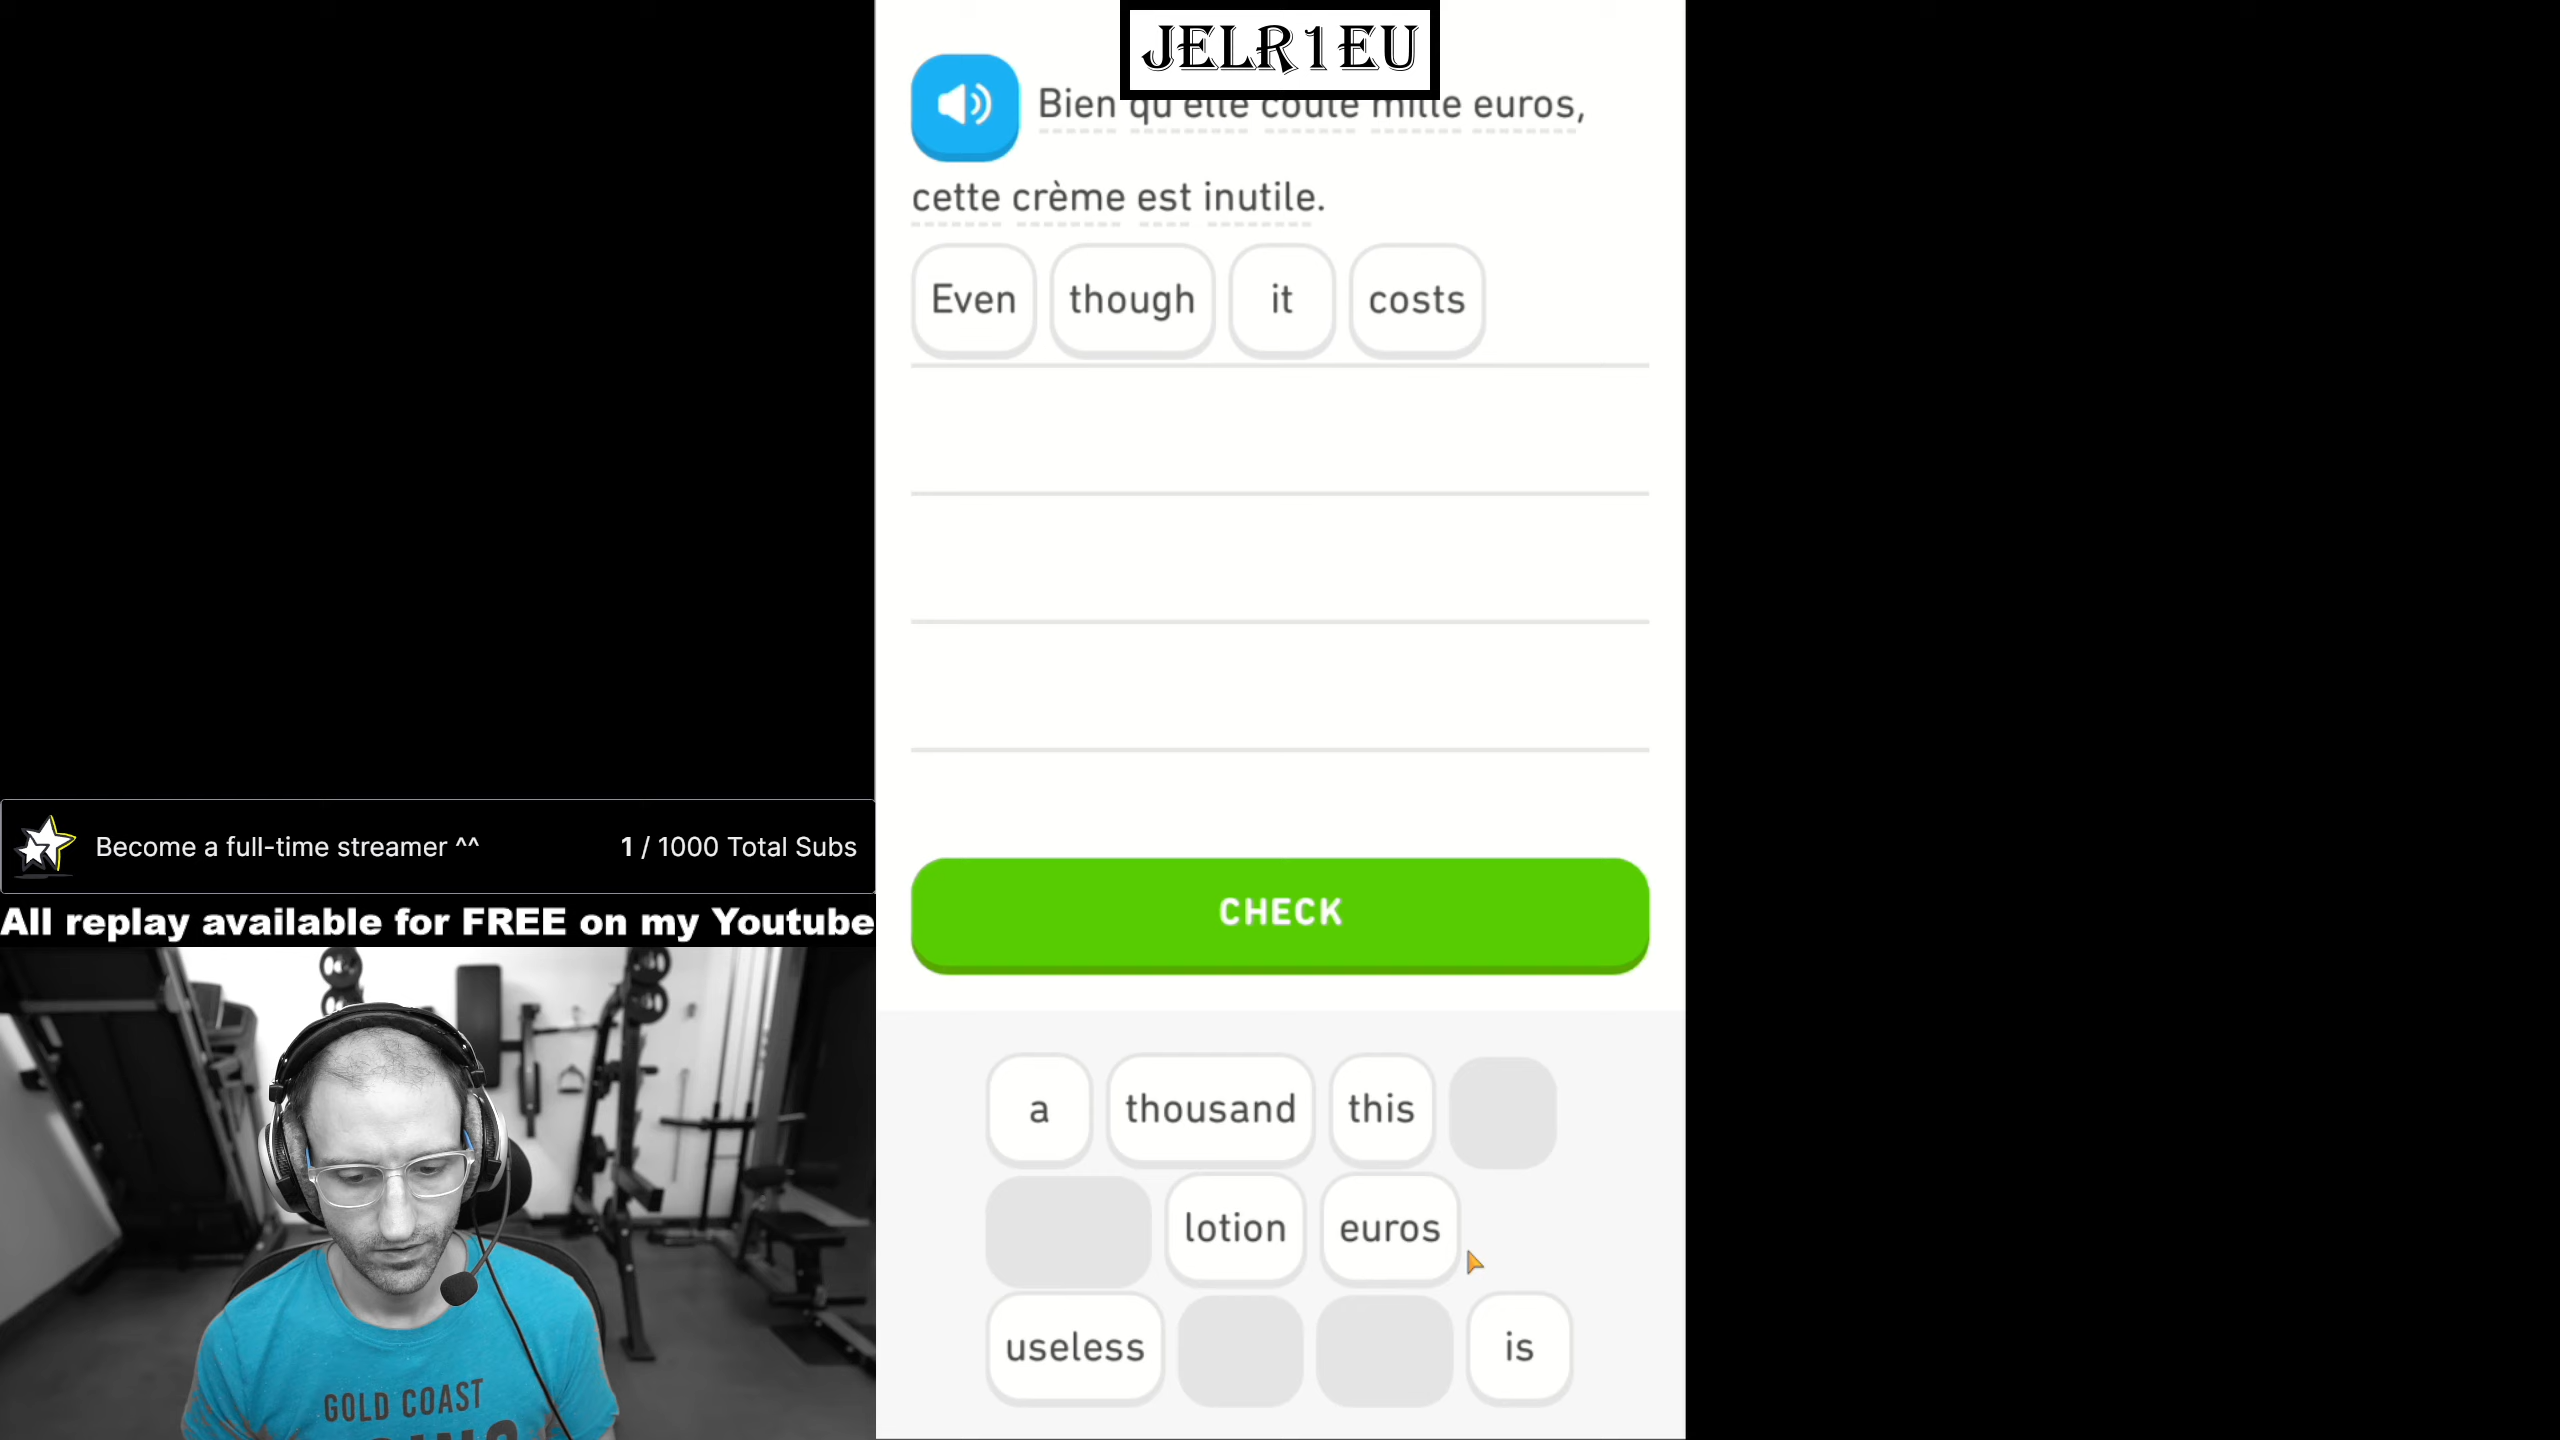 JELR1EU
Bien qu'elle coûte mille euros,
cette crème est inutile.
Even though it costs
CHECK
a thousand this
lotion euros
useless is
Become a full-time streamer ^^ 1 / 1000 Total Subs
All replay available for FREE on my Youtube
GOLD COAST